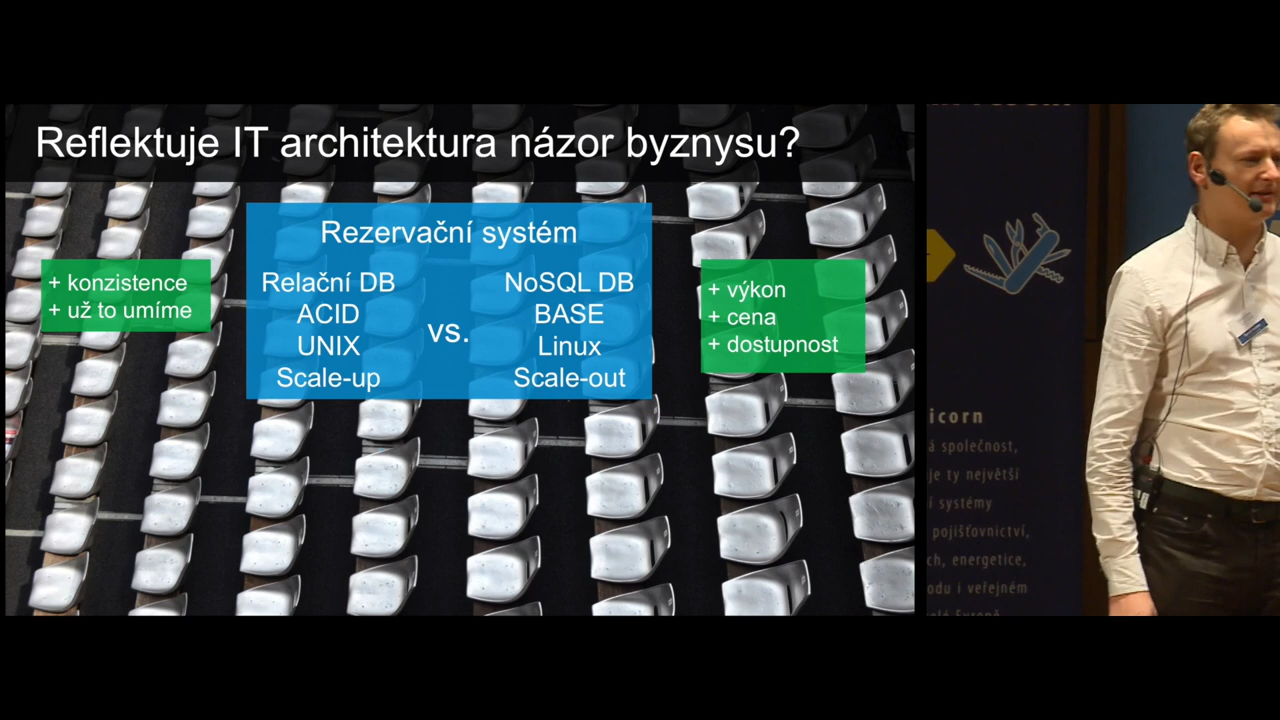 Reflektuje IT architektura názor byznysu?
Rezervační systém
+ konzistence
+ už to umíme
Relační DB
ACID
UNIX
Scale-up
vs.
NoSQL DB
BASE
Linux
Scale-out
+ výkon
+ cena
+ dostupnost
icorn
á společnost,
je ty největší
í systémy
pojišťovnictví,
ch, energetice,
odu i veřejném